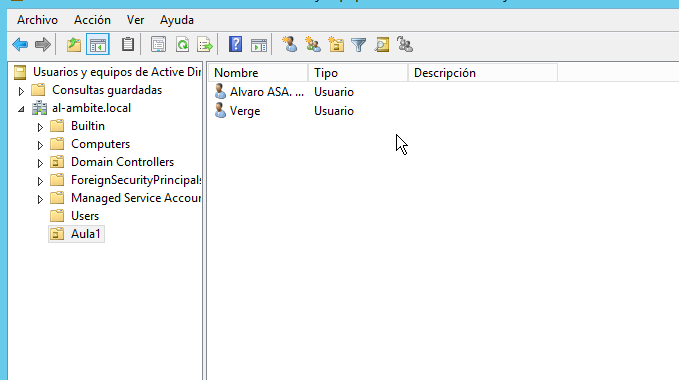 Archivo Acción Ver Ayuda
Usuarios y equipos de Active Dir
Consultas guardadas
al-ambite.local
Builtin
Computers
Domain Controllers
ForeignSecurityPrincipals
Managed Service Accour
Users
Aula1
Nombre Tipo Descripción
Alvaro ASA. ... Usuario
Verge Usuario